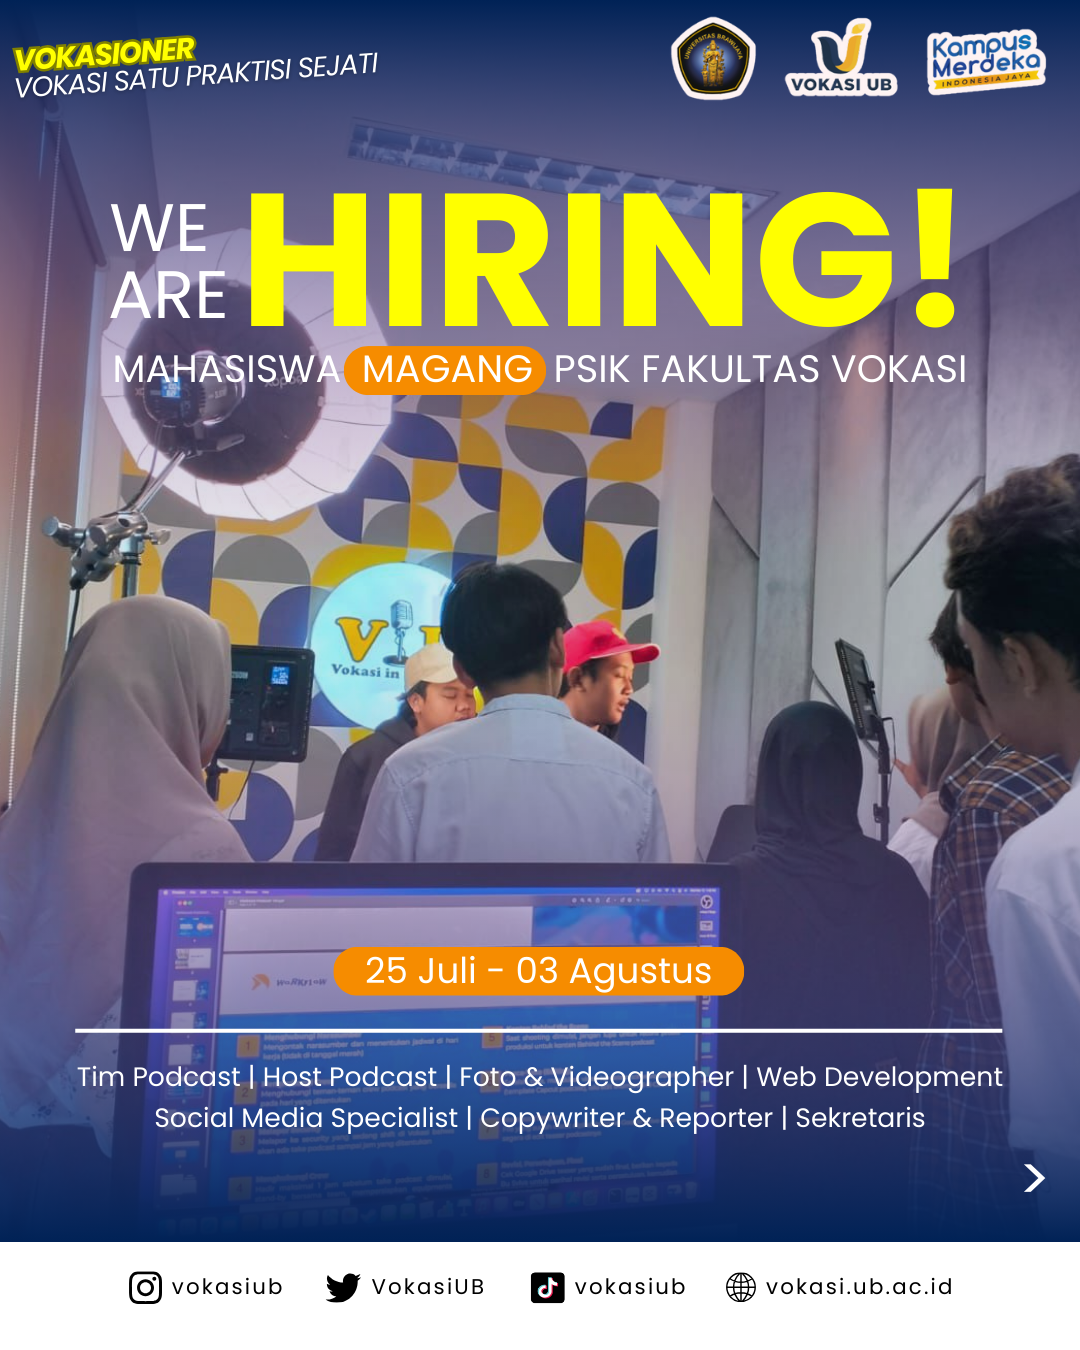 VOKASIONER
VOKASI SATU PRAKTISI SEJATI
UNIVERSITAS BRAWIJAYA
VOKASI UB
Kampus
Merdeka
INDONESIA JAYA
WE
ARE
HIRING!
MAHASISWA MAGANG PSIK FAKULTAS VOKASI
Vokasi in
25 Juli - 03 Agustus
Tim Podcast | Host Podcast | Foto & Videographer | Web Development
Social Media Specialist | Copywriter & Reporter | Sekretaris
vokasiub
VokasiUB
vokasiub
vokasi.ub.ac.id